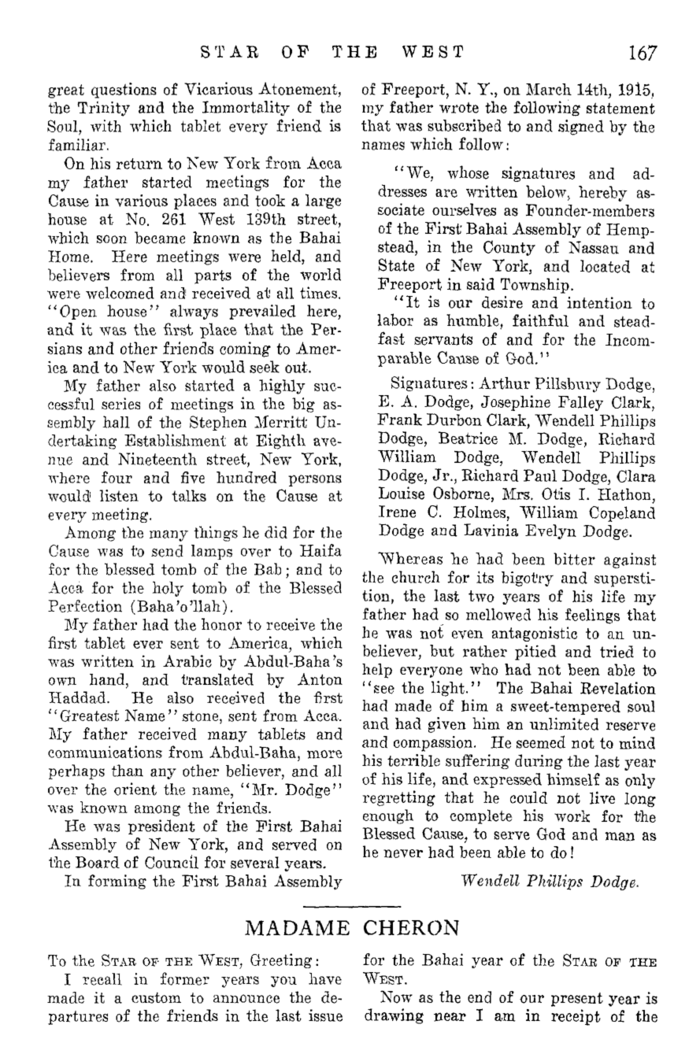 STAR OF THE WEST 167
great questions of Vicarious Atonement,
the Trinity and the Immortality of the
Soul, with which tablet every friend is
familiar.
On his return to New York from Acca
my father started meetings for the
Cause in various places and took a large
house at No. 261 West 139th street,
which soon became known as the Bahai
Home. Here meetings were held, and
believers from all parts of the world
were welcomed and received at all times.
"Open house" always prevailed here,
and it was the first place that the Per-
sians and other friends coming to Amer-
ica and to New York would seek out.
My father also started a highly suc-
cessful series of meetings in the big as-
sembly hall of the Stephen Merritt Un-
dertaking Establishment at Eighth ave-
nue and Nineteenth street, New York,
where four and five hundred persons
would listen to talks on the Cause at
every meeting.
Among the many things he did for the
Cause was to send lamps over to Haifa
for the blessed tomb of the Bab; and to
Acca for the holy tomb of the Blessed
Perfection (Baha'o'llah).
My father had the honor to receive the
first tablet ever sent to America, which
was written in Arabic by Abdul-Baha's
own hand, and translated by Anton
Haddad. He also received the first
"Greatest Name" stone, sent from Acca.
My father received many tablets and
communications from Abdul-Baha, more
perhaps than any other believer, and all
over the orient the name, "Mr. Dodge"
was known among the friends.
He was president of the First Bahai
Assembly of New York, and served on
the Board of Council for several years.
In forming the First Bahai Assembly
of Freeport, N. Y., on March 14th, 1915,
my father wrote the following statement
that was subscribed to and signed by the
names which follow:
"We, whose signatures and ad-
dresses are written below, hereby as-
sociate ourselves as Founder-members
of the First Bahai Assembly of Hemp-
stead, in the County of Nassau and
State of New York, and located at
Freeport in said Township.
"It is our desire and intention to
labor as humble, faithful and stead-
fast servants of and for the Incom-
parable Cause of God."
Signatures: Arthur Pillsbury Dodge,
E. A. Dodge, Josephine Falley Clark,
Frank Durbon Clark, Wendell Phillips
Dodge, Beatrice M. Dodge, Richard
William Dodge, Wendell Phillips
Dodge, Jr., Richard Paul Dodge, Clara
Louise Osborne, Mrs. Otis I. Hathon,
Irene C. Holmes, William Copeland
Dodge and Lavinia Evelyn Dodge.
Whereas he had been bitter against
the church for its bigotry and supersti-
tion, the last two years of his life my
father had so mellowed his feelings that
he was not even antagonistic to an un-
believer, but rather pitied and tried to
help everyone who had not been able to
"see the light." The Bahai Revelation
had made of him a sweet-tempered soul
and had given him an unlimited reserve
and compassion. He seemed not to mind
his terrible suffering during the last year
of his life, and expressed himself as only
regretting that he could not live long
enough to complete his work for the
Blessed Cause, to serve God and man as
he never had been able to do!
Wendell Phillips Dodge.
MADAME CHERON
To the STAR OF THE WEST, Greeting:
I recall in former years you have
made it a custom to announce the de-
partures of the friends in the last issue
for the Bahai year of the STAR OF THE
WEST.
Now as the end of our present year is
drawing near I am in receipt of the